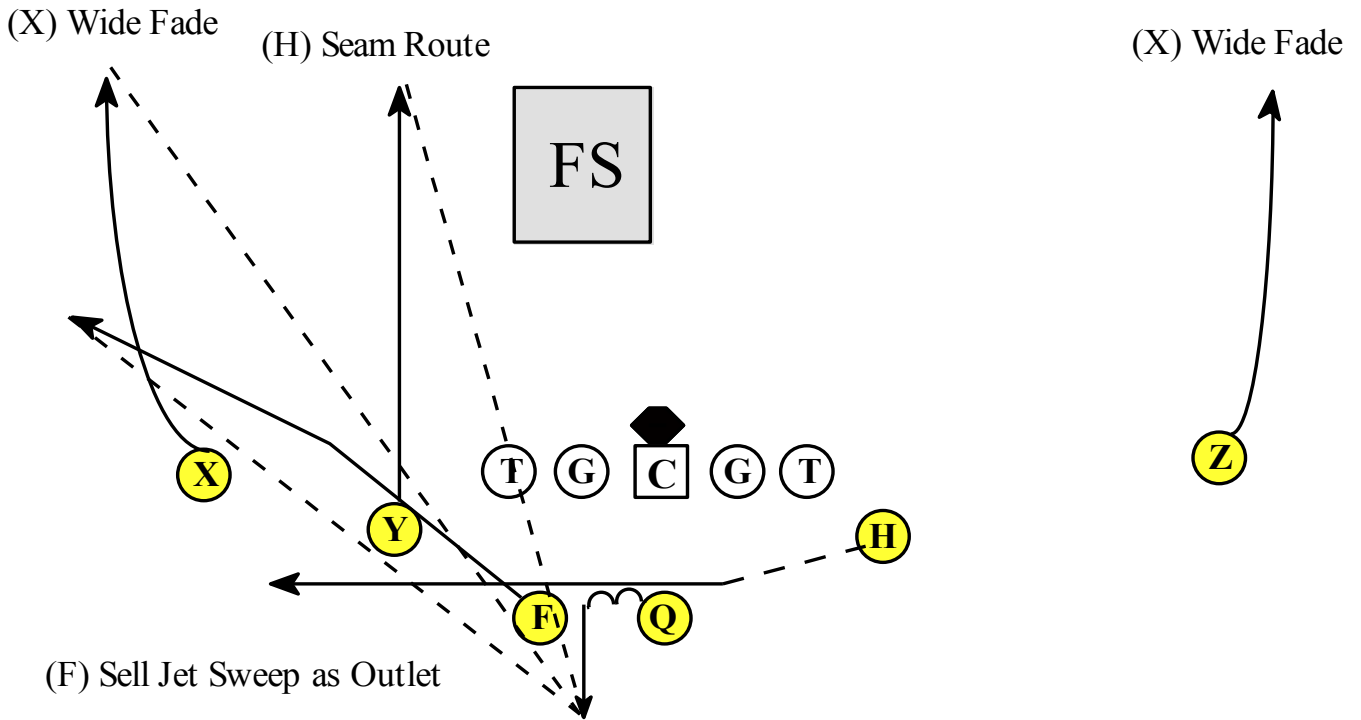 (X) Wide Fade
(H) Seam Route
(X) Wide Fade
FS
X
T
G
C
G
T
Z
Y
H
F
Q
(F) Sell Jet Sweep as Outlet